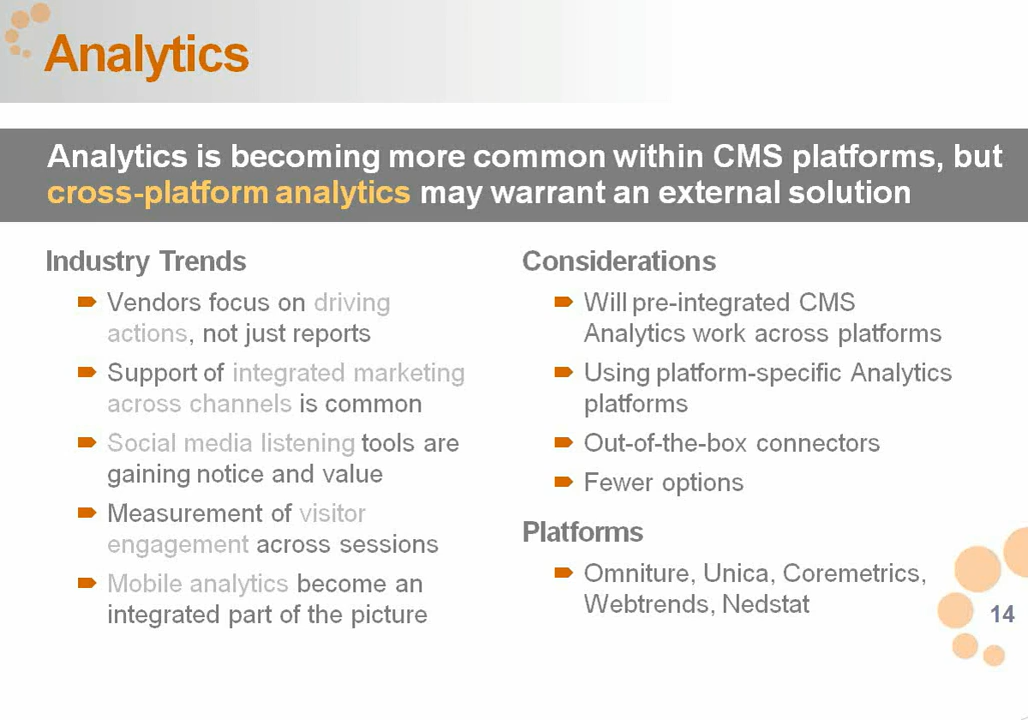 Analytics
Analytics is becoming more common within CMS platforms, but
cross-platform analytics may warrant an external solution
Industry Trends
Vendors focus on driving
actions, not just reports
Support of integrated marketing
across channels is common
Social media listening tools are
gaining notice and value
Measurement of visitor
engagement across sessions
Mobile analytics become an
integrated part of the picture
Considerations
Will pre-integrated CMS
Analytics work across platforms
Using platform-specific Analytics
platforms
Out-of-the-box connectors
Fewer options
Platforms
Omniture, Unica, Coremetrics,
Webtrends, Nedstat
14